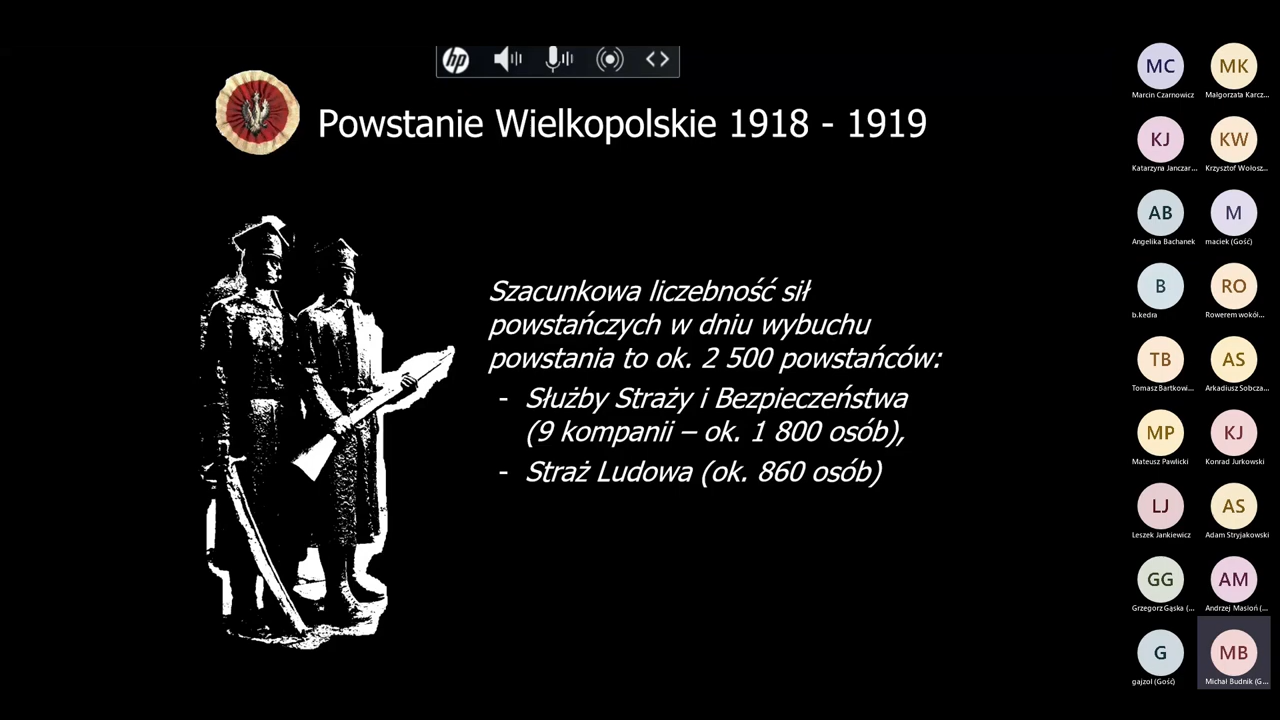 hp
Powstanie Wielkopolskie 1918 - 1919
Szacunkowa liczebność sił
powstańczych w dniu wybuchu
powstania to ok. 2 500 powstańców:
- Służby Straży i Bezpieczeństwa
(9 kompanii – ok. 1 800 osób),
- Straż Ludowa (ok. 860 osób)
MC MK
Marcin Czarnowicz Małgorzata Karcz...
KJ KW
Katarzyna Janczar... Krzysztof Wołosz...
AB M
Angelika Bachanek maciek (Gość)
B RO
b.kedra Rowerem wokół...
TB AS
Tomasz Bartkowi... Arkadiusz Sobcza...
MP KJ
Mateusz Pawlicki Konrad Jurkowski
LJ AS
Leszek Jankiewicz Adam Stryjakowski
GG AM
Grzegorz Gąska (... Andrzej Masioń (...
G MB
gajzol (Gość) Michał Budnik (G...